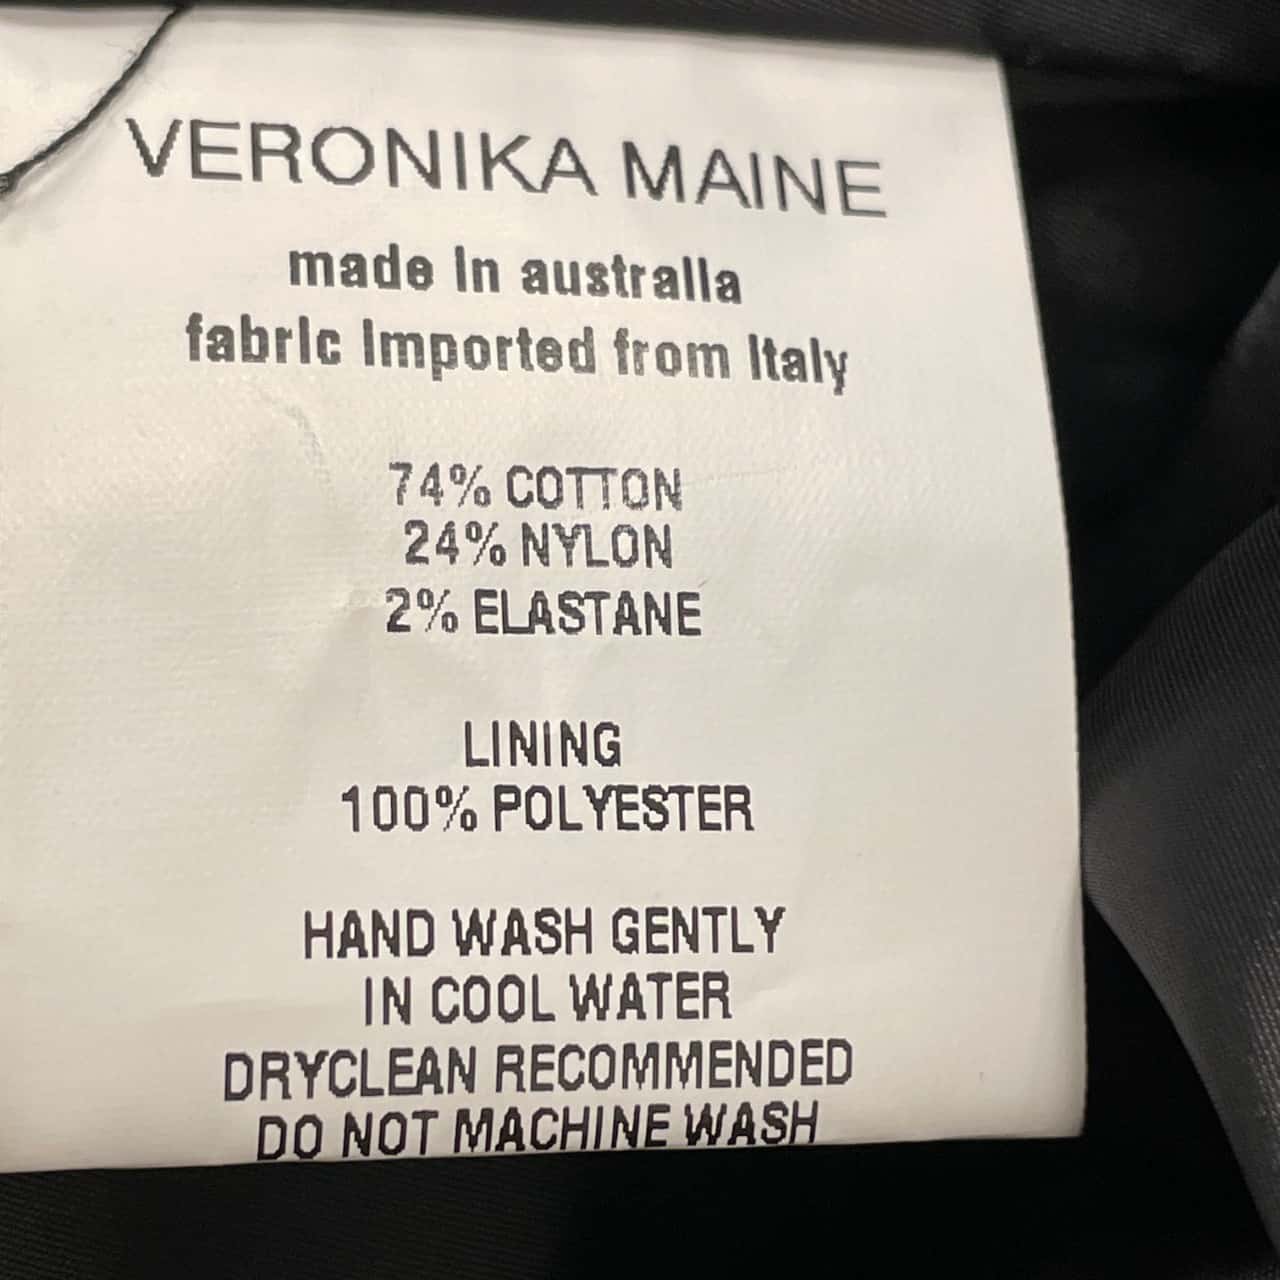 VERONIKA MAINE
made in australia
fabric imported from Italy
74% COTTON
24% NYLON
2% ELASTANE
LINING
100% POLYESTER
HAND WASH GENTLY
IN COOL WATER
DRYCLEAN RECOMMENDED
DO NOT MACHINE WASH